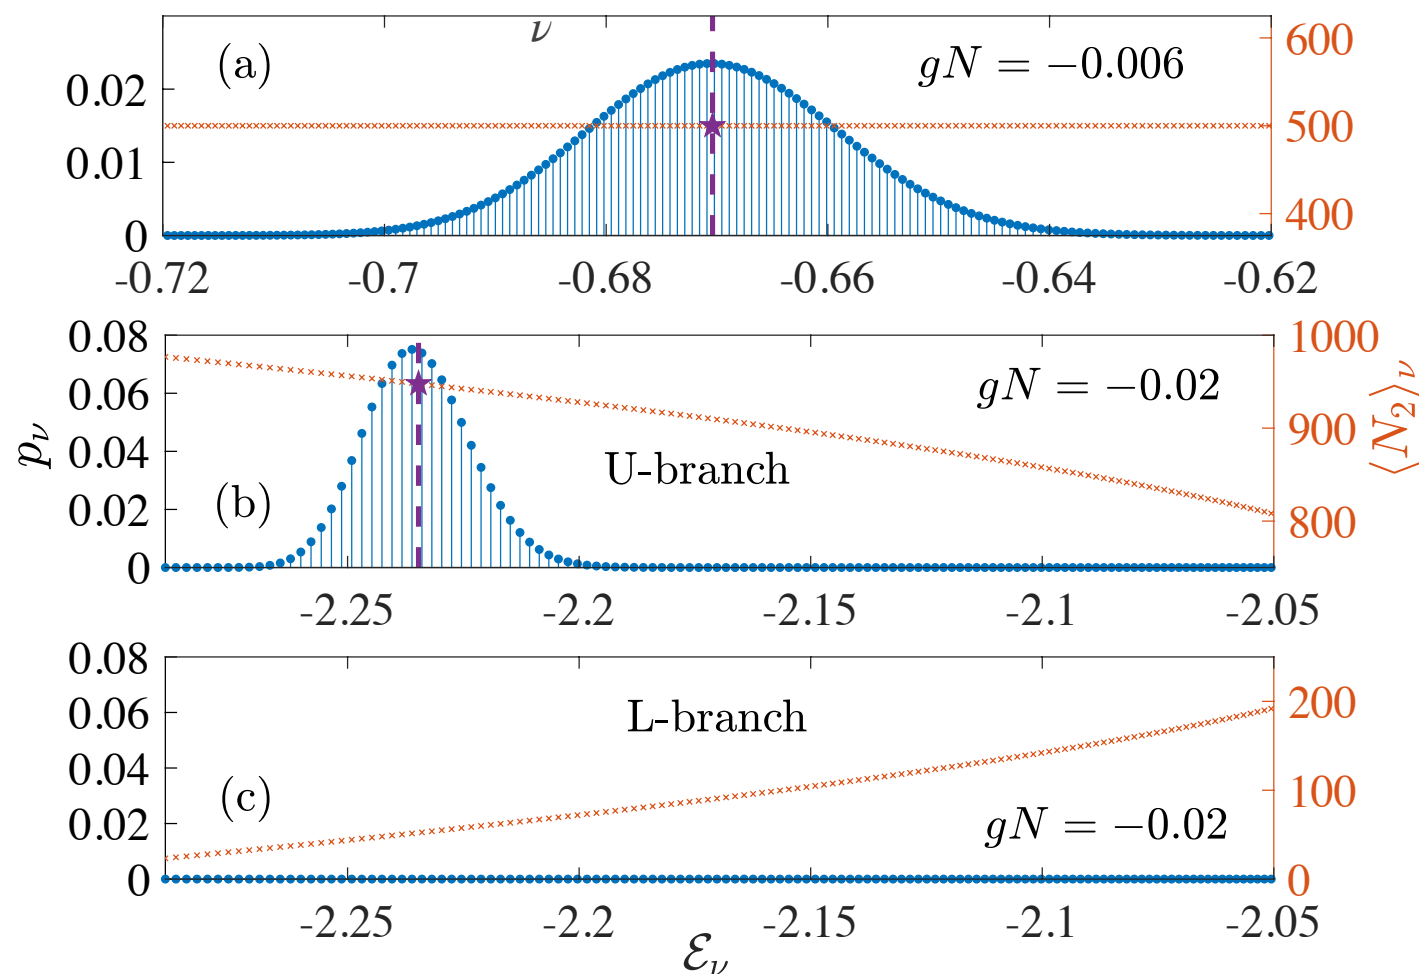 ν
(a)
gN = −0.006
0.02
0.01
0
600
500
400
-0.72 -0.7 -0.68 -0.66 -0.64 -0.62
0.08
0.06
0.04
0.02
0
p_ν
(b)
U-branch
gN = −0.02
1000
900
800
⟨N₂⟩_ν
-2.25 -2.2 -2.15 -2.1 -2.05
0.08
0.06
0.04
0.02
0
(c)
L-branch
gN = −0.02
200
100
0
-2.25 -2.2 -2.15 -2.1 -2.05
ℰ_ν